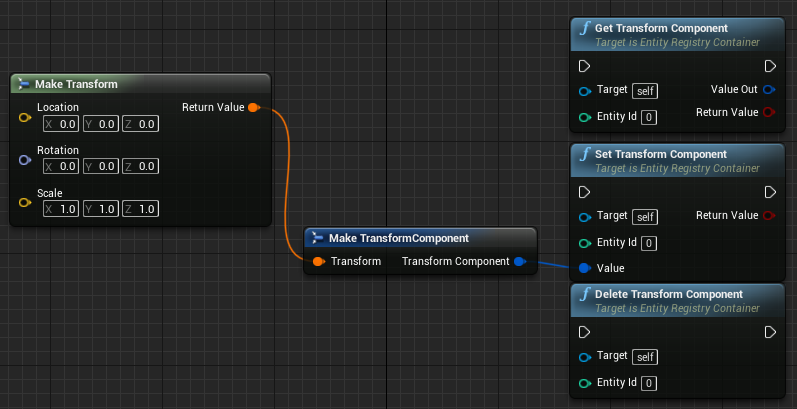 Make Transform
Location
Return Value
X 0.0 Y 0.0 Z 0.0
Rotation
X 0.0 Y 0.0 Z 0.0
Scale
X 1.0 Y 1.0 Z 1.0
Make TransformComponent
Transform
Transform Component
f Get Transform Component
Target is Entity Registry Container
Target self
Value Out
Entity Id 0
Return Value
f Set Transform Component
Target is Entity Registry Container
Target self
Return Value
Entity Id 0
Value
f Delete Transform Component
Target is Entity Registry Container
Target self
Entity Id 0